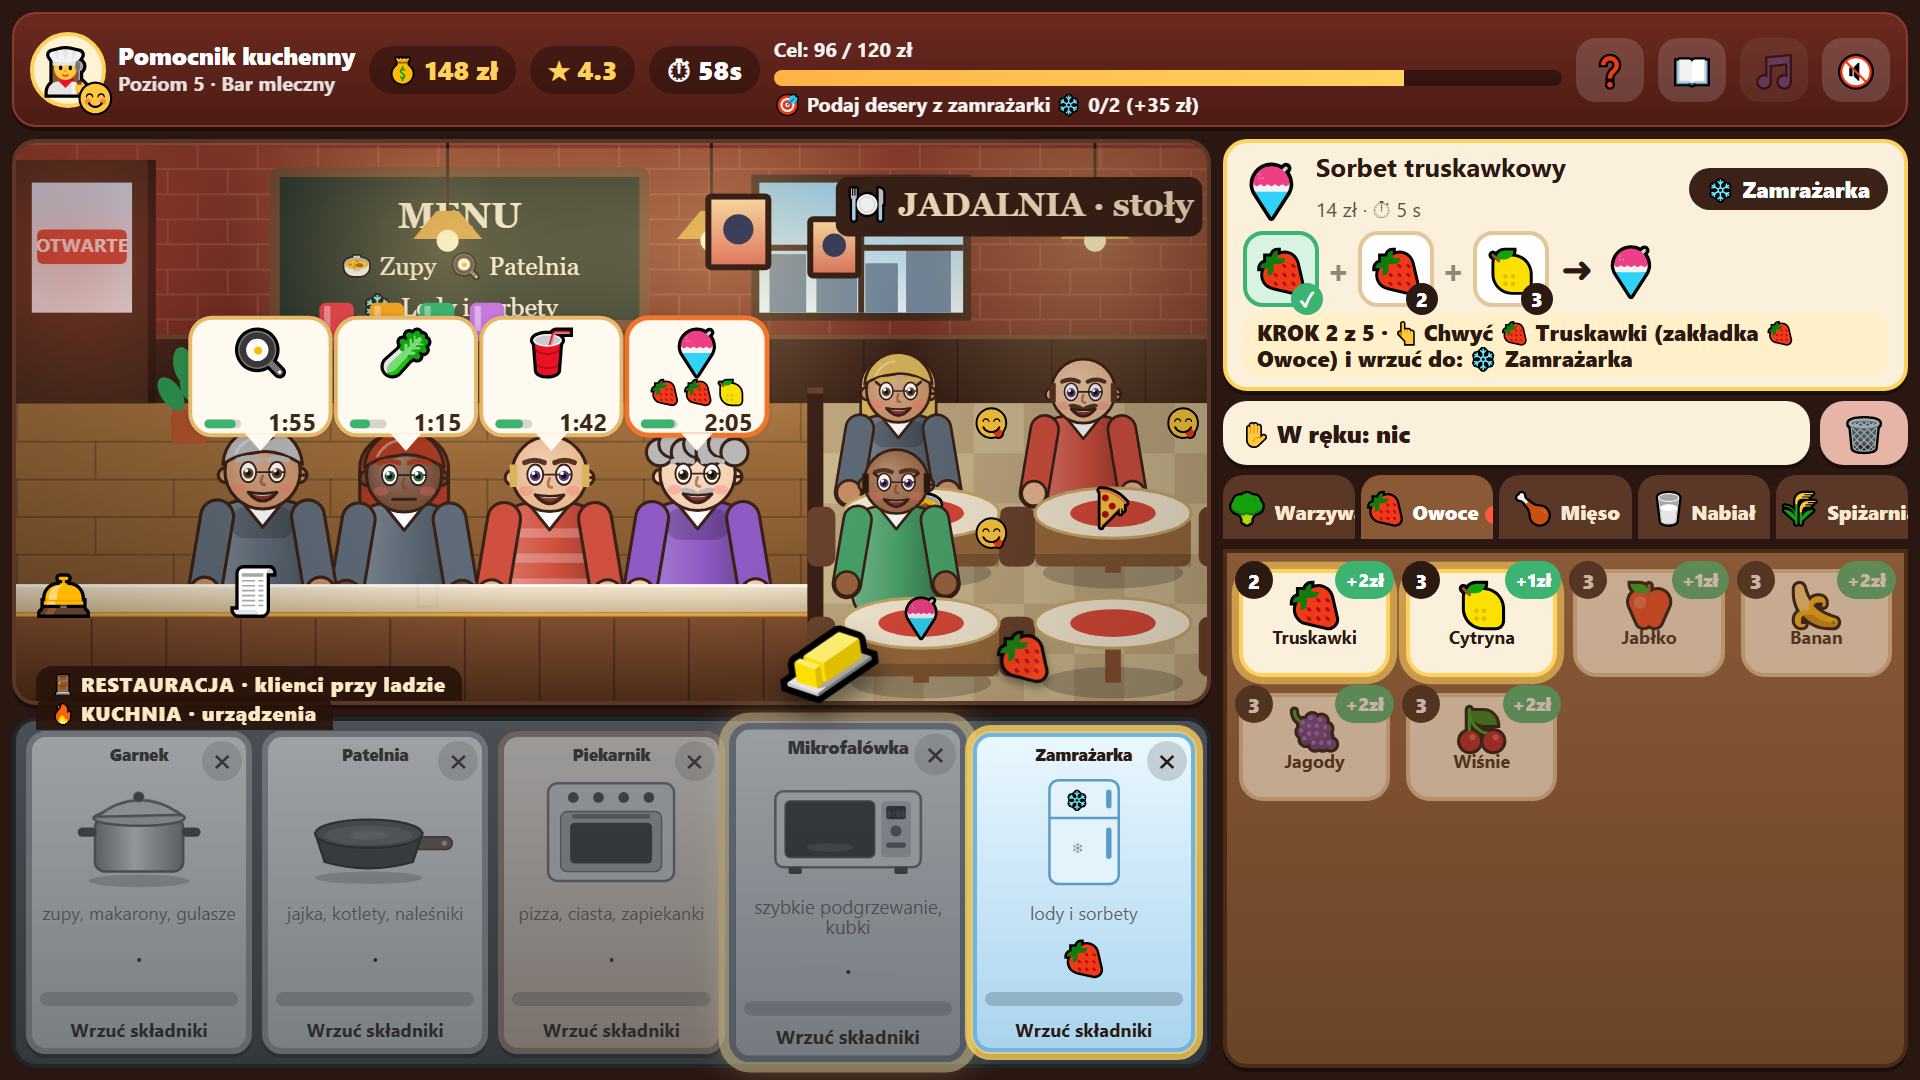 Pomocnik kuchenny
Poziom 5 · Bar mleczny
148 zł
★ 4.3
58s
Cel: 96 / 120 zł
Podaj desery z zamrażarki 0/2 (+35 zł)
OTWARTE
MENU
Zupy Patelnia
Lody i sorbety
JADALNIA · stoły
1:55
1:15
1:42
2:05
RESTAURACJA · klienci przy ladzie
KUCHNIA · urządzenia
Garnek
zupy, makarony, gulasze
Wrzuć składniki
Patelnia
jajka, kotlety, naleśniki
Wrzuć składniki
Piekarnik
pizza, ciasta, zapiekanki
Wrzuć składniki
Mikrofalówka
szybkie podgrzewanie,
kubki
Wrzuć składniki
Zamrażarka
lody i sorbety
Wrzuć składniki
Sorbet truskawkowy
14 zł · 5 s
Zamrażarka
+ 2 + 3 →
KROK 2 z 5 · Chwyć Truskawki (zakładka
Owoce) i wrzuć do: Zamrażarka
W ręku: nic
Owoce
Mięso
Nabiał
2 +2zł
Truskawki
3 +1zł
Cytryna
3 +1zł
Jabłko
3 +2zł
Banan
3 +2zł
Jagody
3 +2zł
Wiśnie